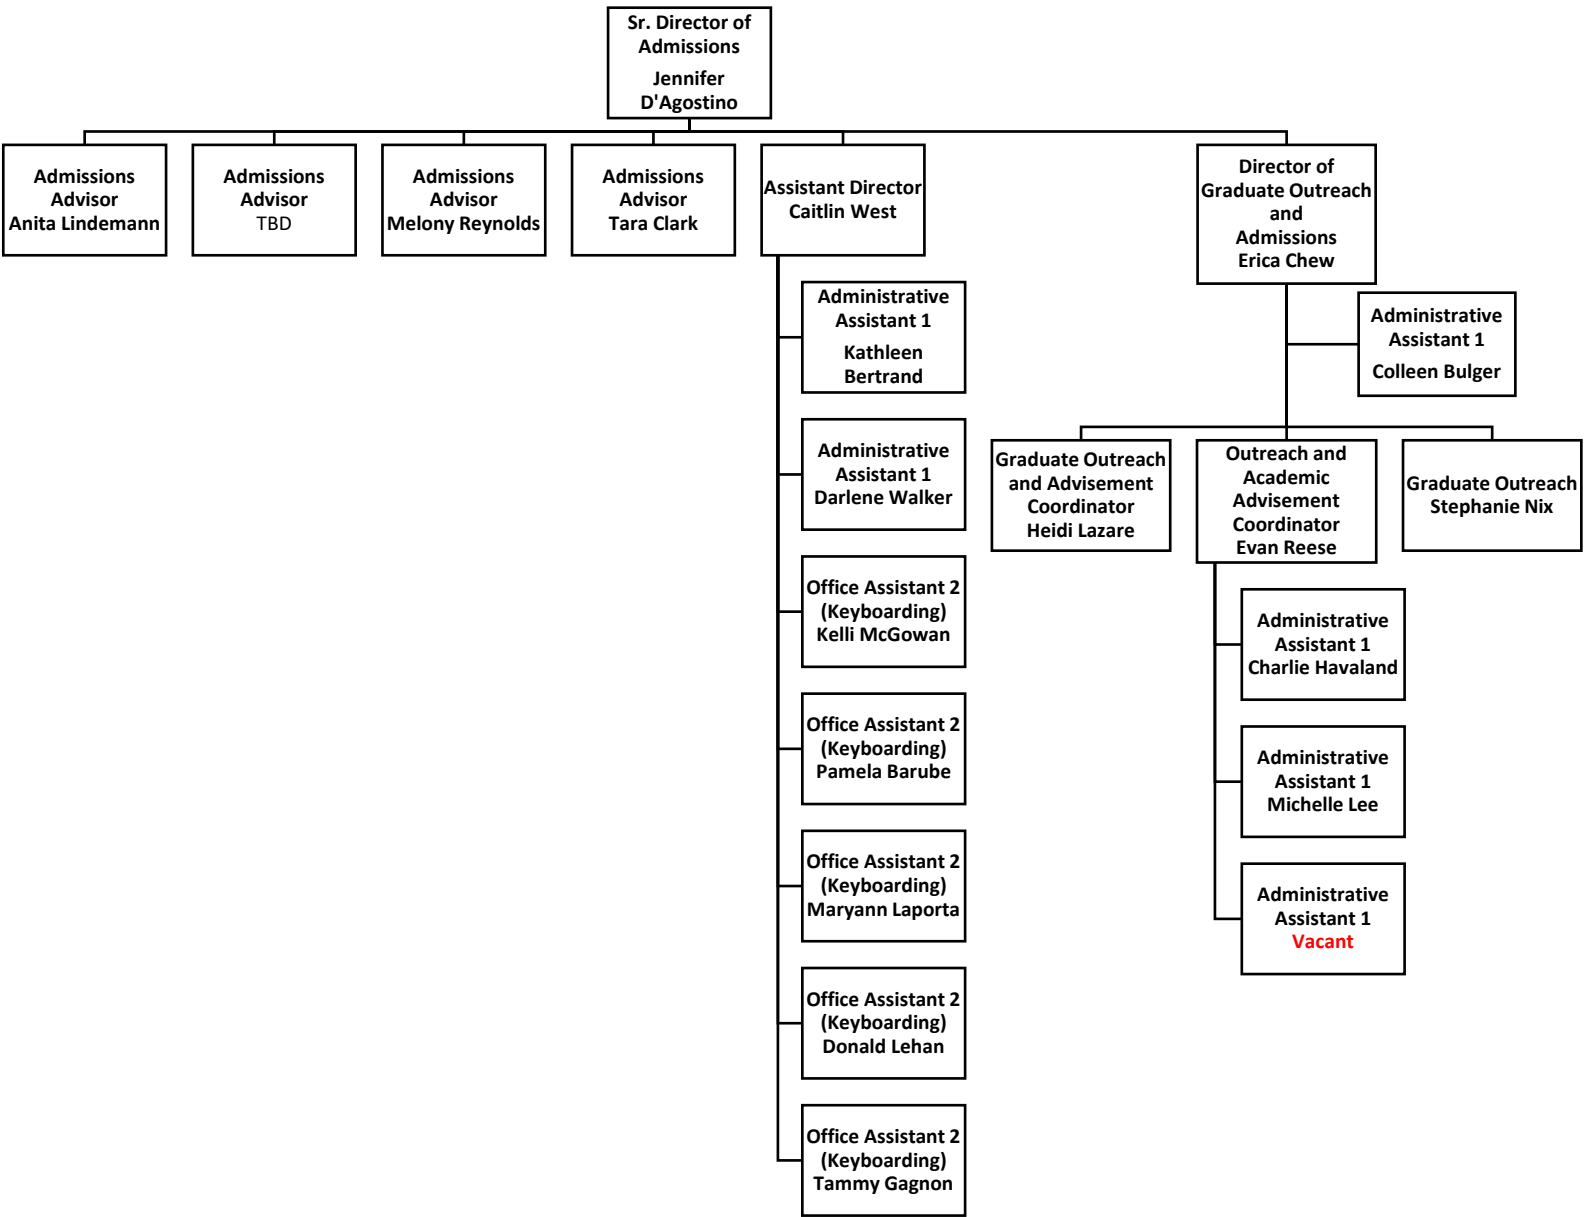 Sr. Director of
Admissions
Jennifer
D'Agostino
Admissions
Advisor
Anita Lindemann
Admissions
Advisor
TBD
Admissions
Advisor
Melony Reynolds
Admissions
Advisor
Tara Clark
Assistant Director
Caitlin West
Director of
Graduate Outreach
and
Admissions
Erica Chew
Administrative
Assistant 1
Kathleen
Bertrand
Administrative
Assistant 1
Darlene Walker
Office Assistant 2
(Keyboarding)
Kelli McGowan
Office Assistant 2
(Keyboarding)
Pamela Barube
Office Assistant 2
(Keyboarding)
Maryann Laporta
Office Assistant 2
(Keyboarding)
Donald Lehan
Office Assistant 2
(Keyboarding)
Tammy Gagnon
Administrative
Assistant 1
Colleen Bulger
Graduate Outreach
and Advisement
Coordinator
Heidi Lazare
Outreach and
Academic
Advisement
Coordinator
Evan Reese
Graduate Outreach
Stephanie Nix
Administrative
Assistant 1
Charlie Havaland
Administrative
Assistant 1
Michelle Lee
Administrative
Assistant 1
Vacant